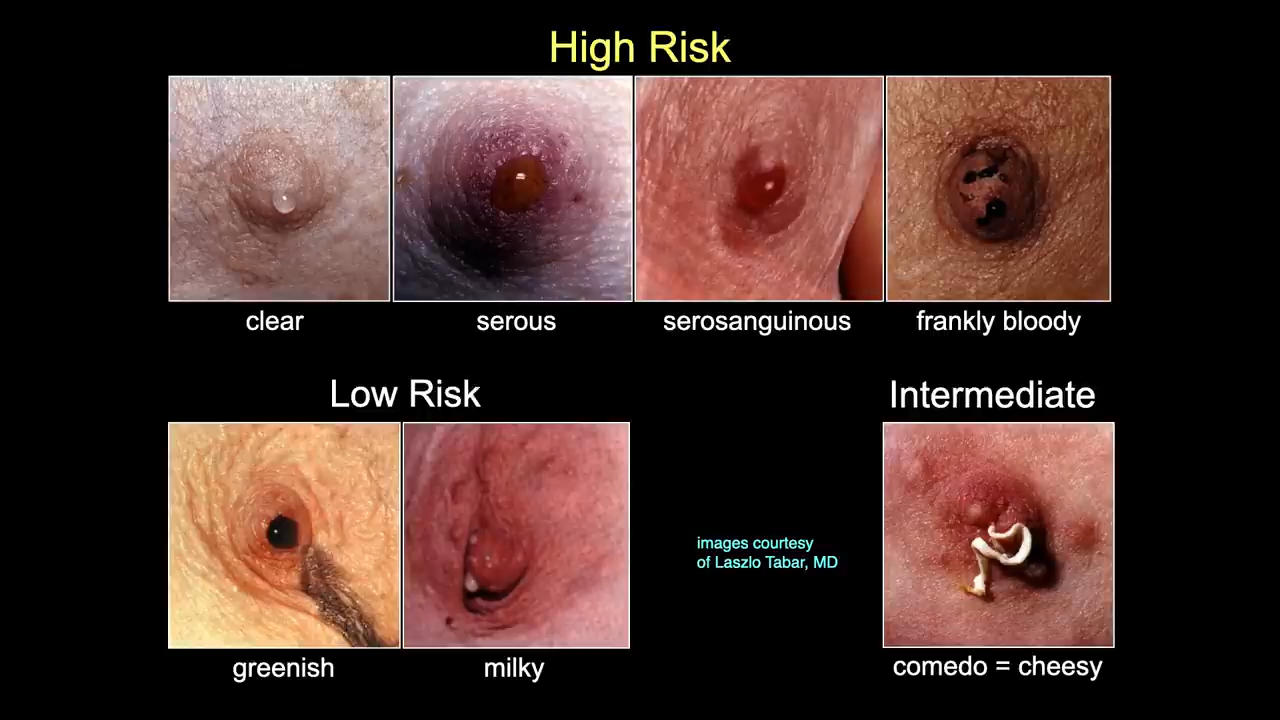 High Risk
clear
serous
serosanguinous
frankly bloody
Low Risk
Intermediate
images courtesy
of Laszlo Tabar, MD
greenish
milky
comedo = cheesy